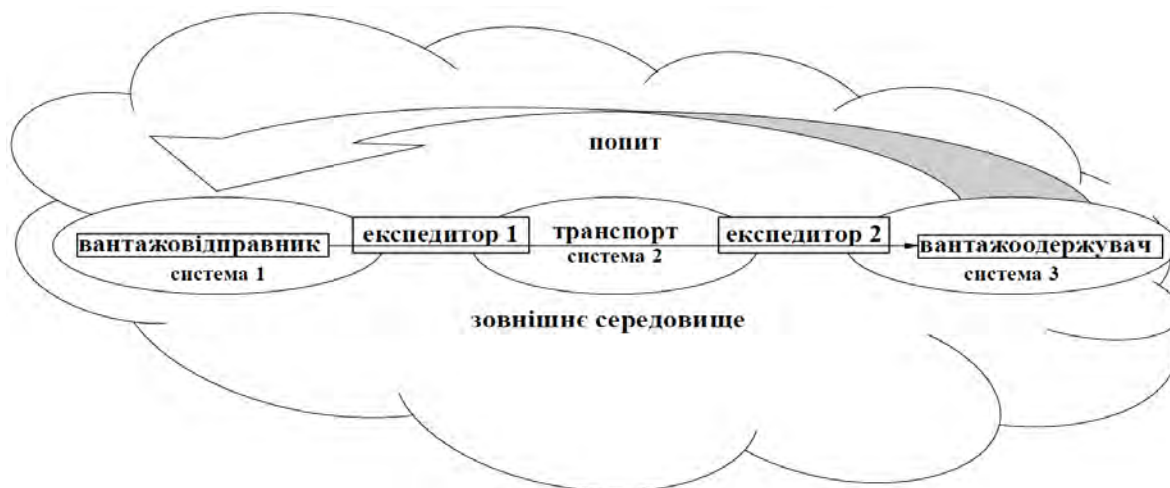 попит
вантажовідправник
система 1
експедитор 1
транспорт
система 2
експедитор 2
вантажоодержувач
система 3
зовнішнє середовище